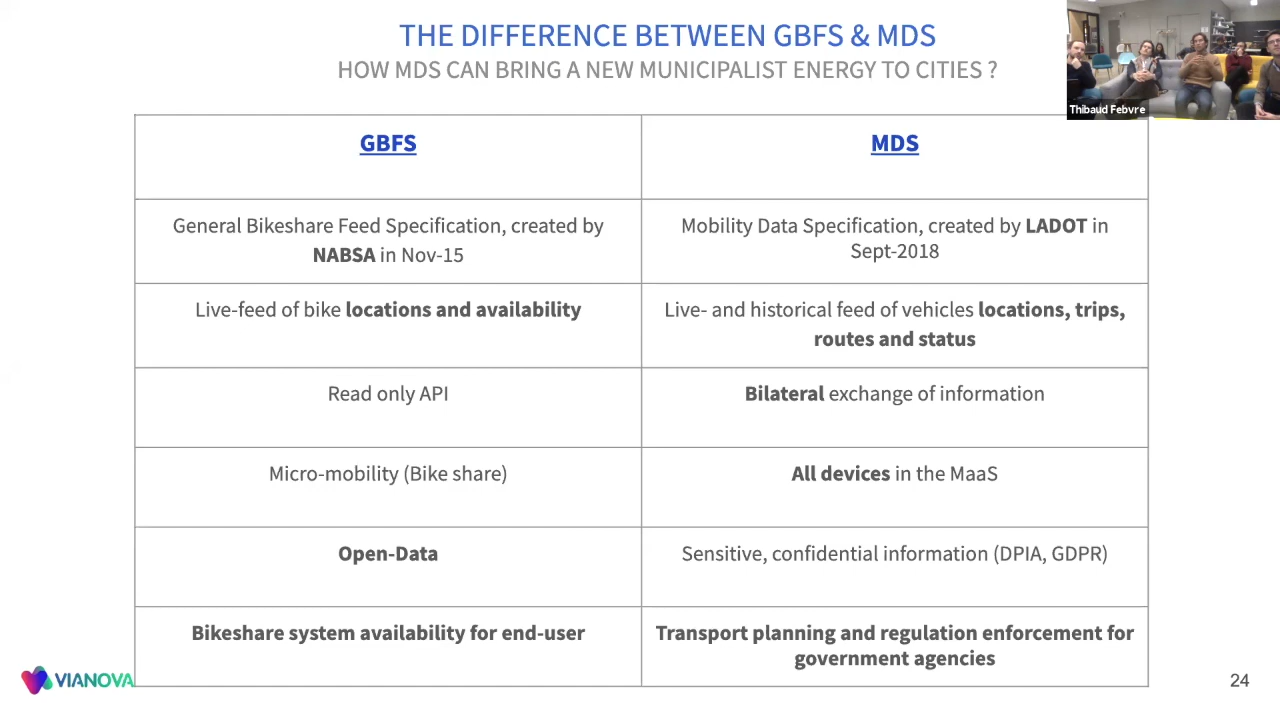 THE DIFFERENCE BETWEEN GBFS & MDS
HOW MDS CAN BRING A NEW MUNICIPALIST ENERGY TO CITIES ?
Thibaud Febvre
GBFS
MDS
General Bikeshare Feed Specification, created by
NABSA in Nov-15
Mobility Data Specification, created by LADOT in
Sept-2018
Live-feed of bike locations and availability
Live- and historical feed of vehicles locations, trips,
routes and status
Read only API
Bilateral exchange of information
Micro-mobility (Bike share)
All devices in the MaaS
Open-Data
Sensitive, confidential information (DPIA, GDPR)
Bikeshare system availability for end-user
Transport planning and regulation enforcement for
government agencies
VIANOVA
24